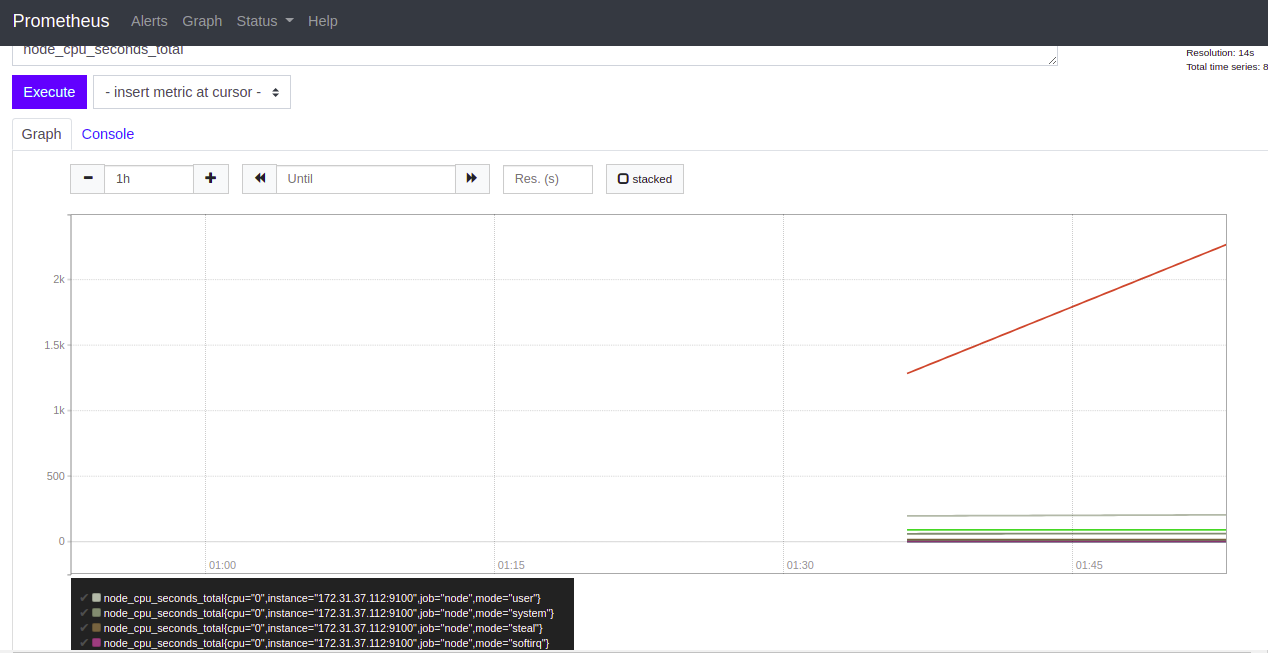 Prometheus Alerts Graph Status Help
node_cpu_seconds_total
Resolution: 14s
Total time series: 8
Execute - insert metric at cursor -
Graph Console
1h Until Res. (s) stacked
2k
1.5k
1k
500
0
01:00 01:15 01:30 01:45
node_cpu_seconds_total{cpu="0",instance="172.31.37.112:9100",job="node",mode="user"}
node_cpu_seconds_total{cpu="0",instance="172.31.37.112:9100",job="node",mode="system"}
node_cpu_seconds_total{cpu="0",instance="172.31.37.112:9100",job="node",mode="steal"}
node_cpu_seconds_total{cpu="0",instance="172.31.37.112:9100",job="node",mode="softirq"}